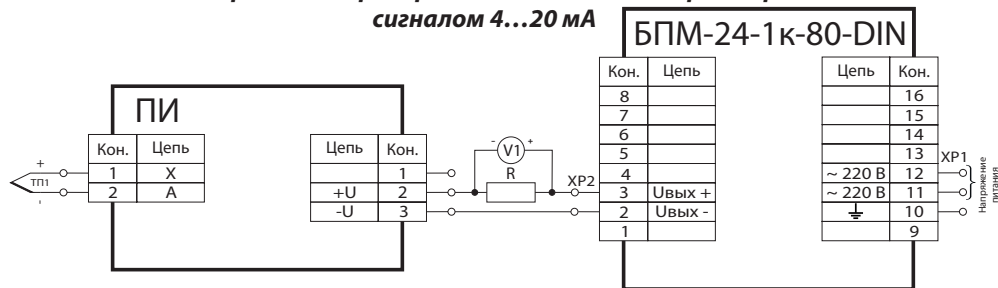 сигналом 4...20 мА
БПМ-24-1к-80-DIN
Кон. Цепь
8
7
6
5
4
3 Uвых +
2 Uвых -
1
Цепь Кон.
16
15
14
13
~ 220 В 12
~ 220 В 11
10
9
XP1
Напряжение
питания
ПИ
Кон. Цепь
1 X
2 A
+
ТП1
-
Цепь Кон.
1
+U 2
-U 3
- V1 +
R
XP2